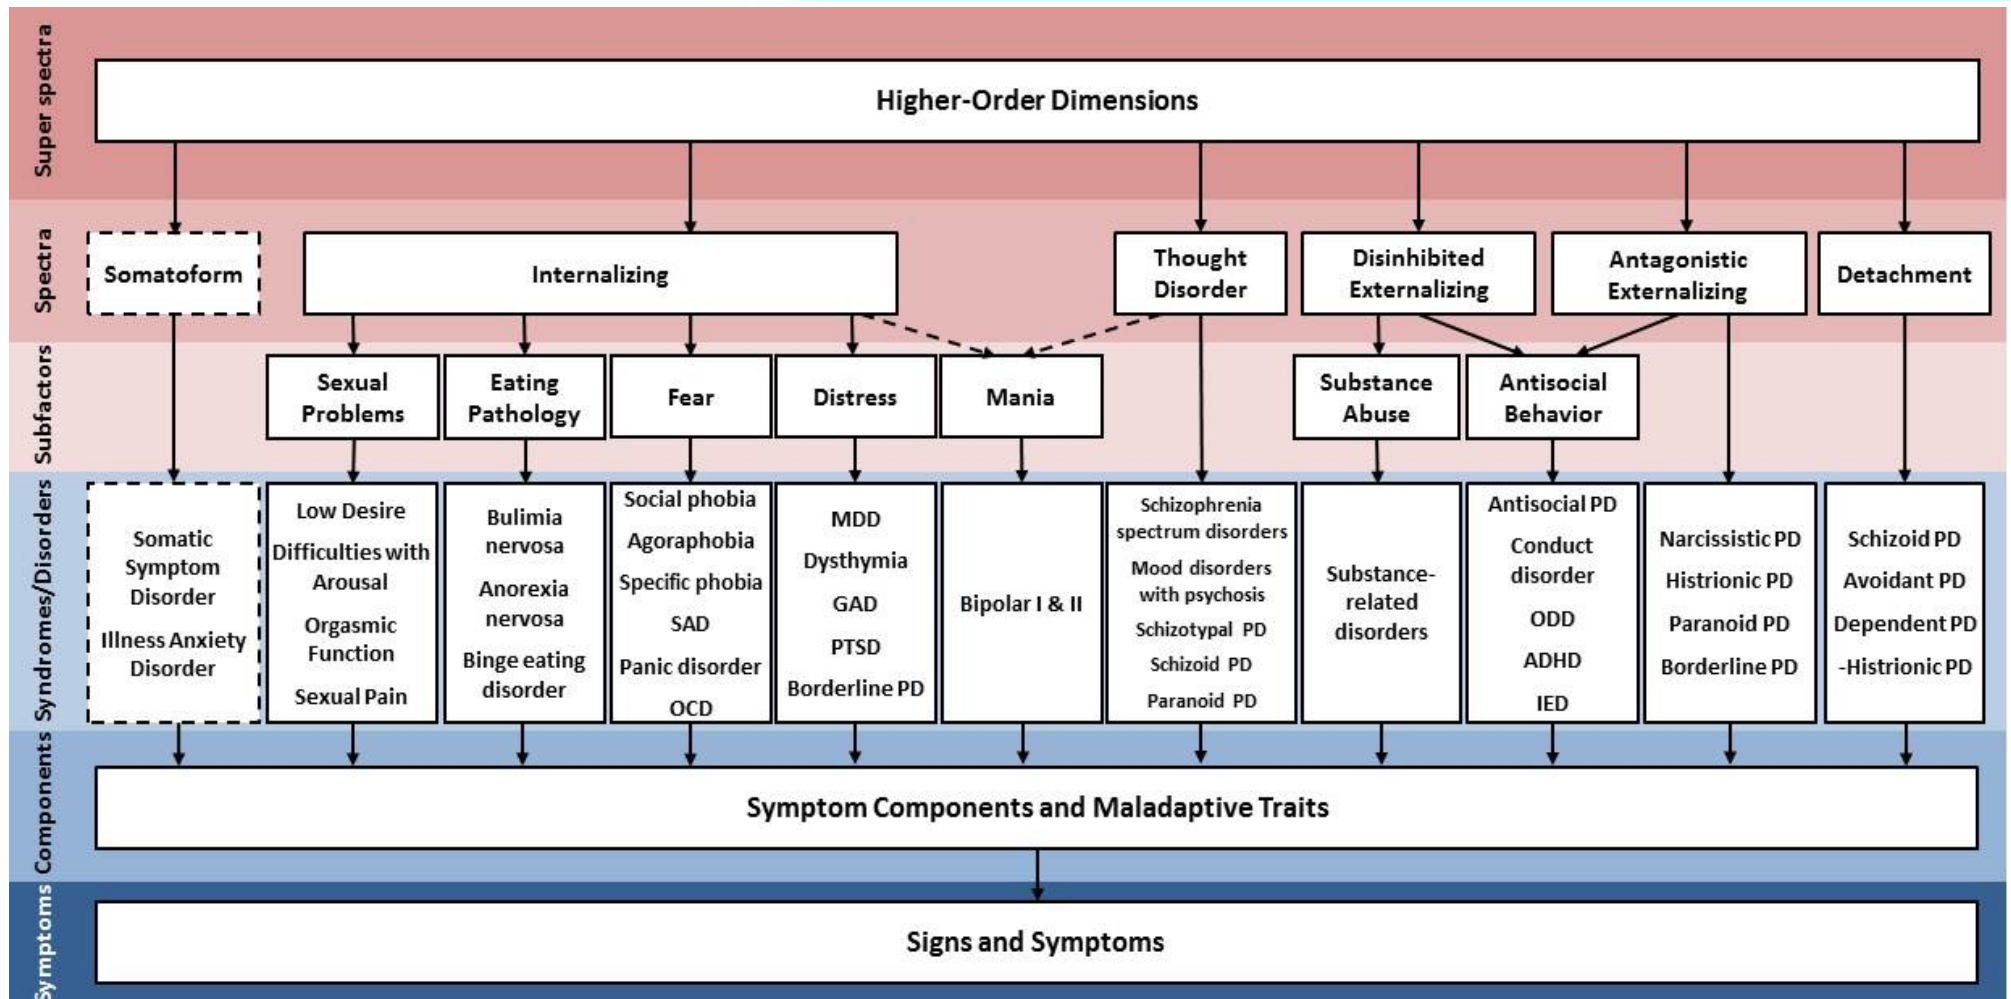 Super spectra
Higher-Order Dimensions
Spectra
Somatoform
Internalizing
Thought
Disorder
Disinhibited
Externalizing
Antagonistic
Externalizing
Detachment
Subfactors
Sexual
Problems
Eating
Pathology
Fear
Distress
Mania
Substance
Abuse
Antisocial
Behavior
Syndromes/Disorders
Somatic
Symptom
Disorder
Illness Anxiety
Disorder
Low Desire
Difficulties with
Arousal
Orgasmic
Function
Sexual Pain
Bulimia
nervosa
Anorexia
nervosa
Binge eating
disorder
Social phobia
Agoraphobia
Specific phobia
SAD
Panic disorder
OCD
MDD
Dysthymia
GAD
PTSD
Borderline PD
Bipolar I & II
Schizophrenia
spectrum disorders
Mood disorders
with psychosis
Schizotypal PD
Schizoid PD
Paranoid PD
Substance-
related
disorders
Antisocial PD
Conduct
disorder
ODD
ADHD
IED
Narcissistic PD
Histrionic PD
Paranoid PD
Borderline PD
Schizoid PD
Avoidant PD
Dependent PD
-Histrionic PD
Components
Symptom Components and Maladaptive Traits
Symptoms
Signs and Symptoms